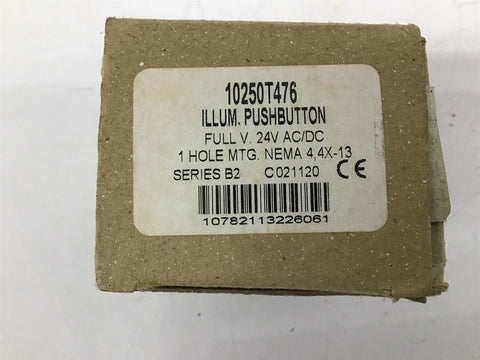 10250T476
ILLUM. PUSHBUTTON
FULL V. 24V AC/DC
1 HOLE MTG. NEMA 4,4X-13
SERIES B2 C021120 CE
10782113226061